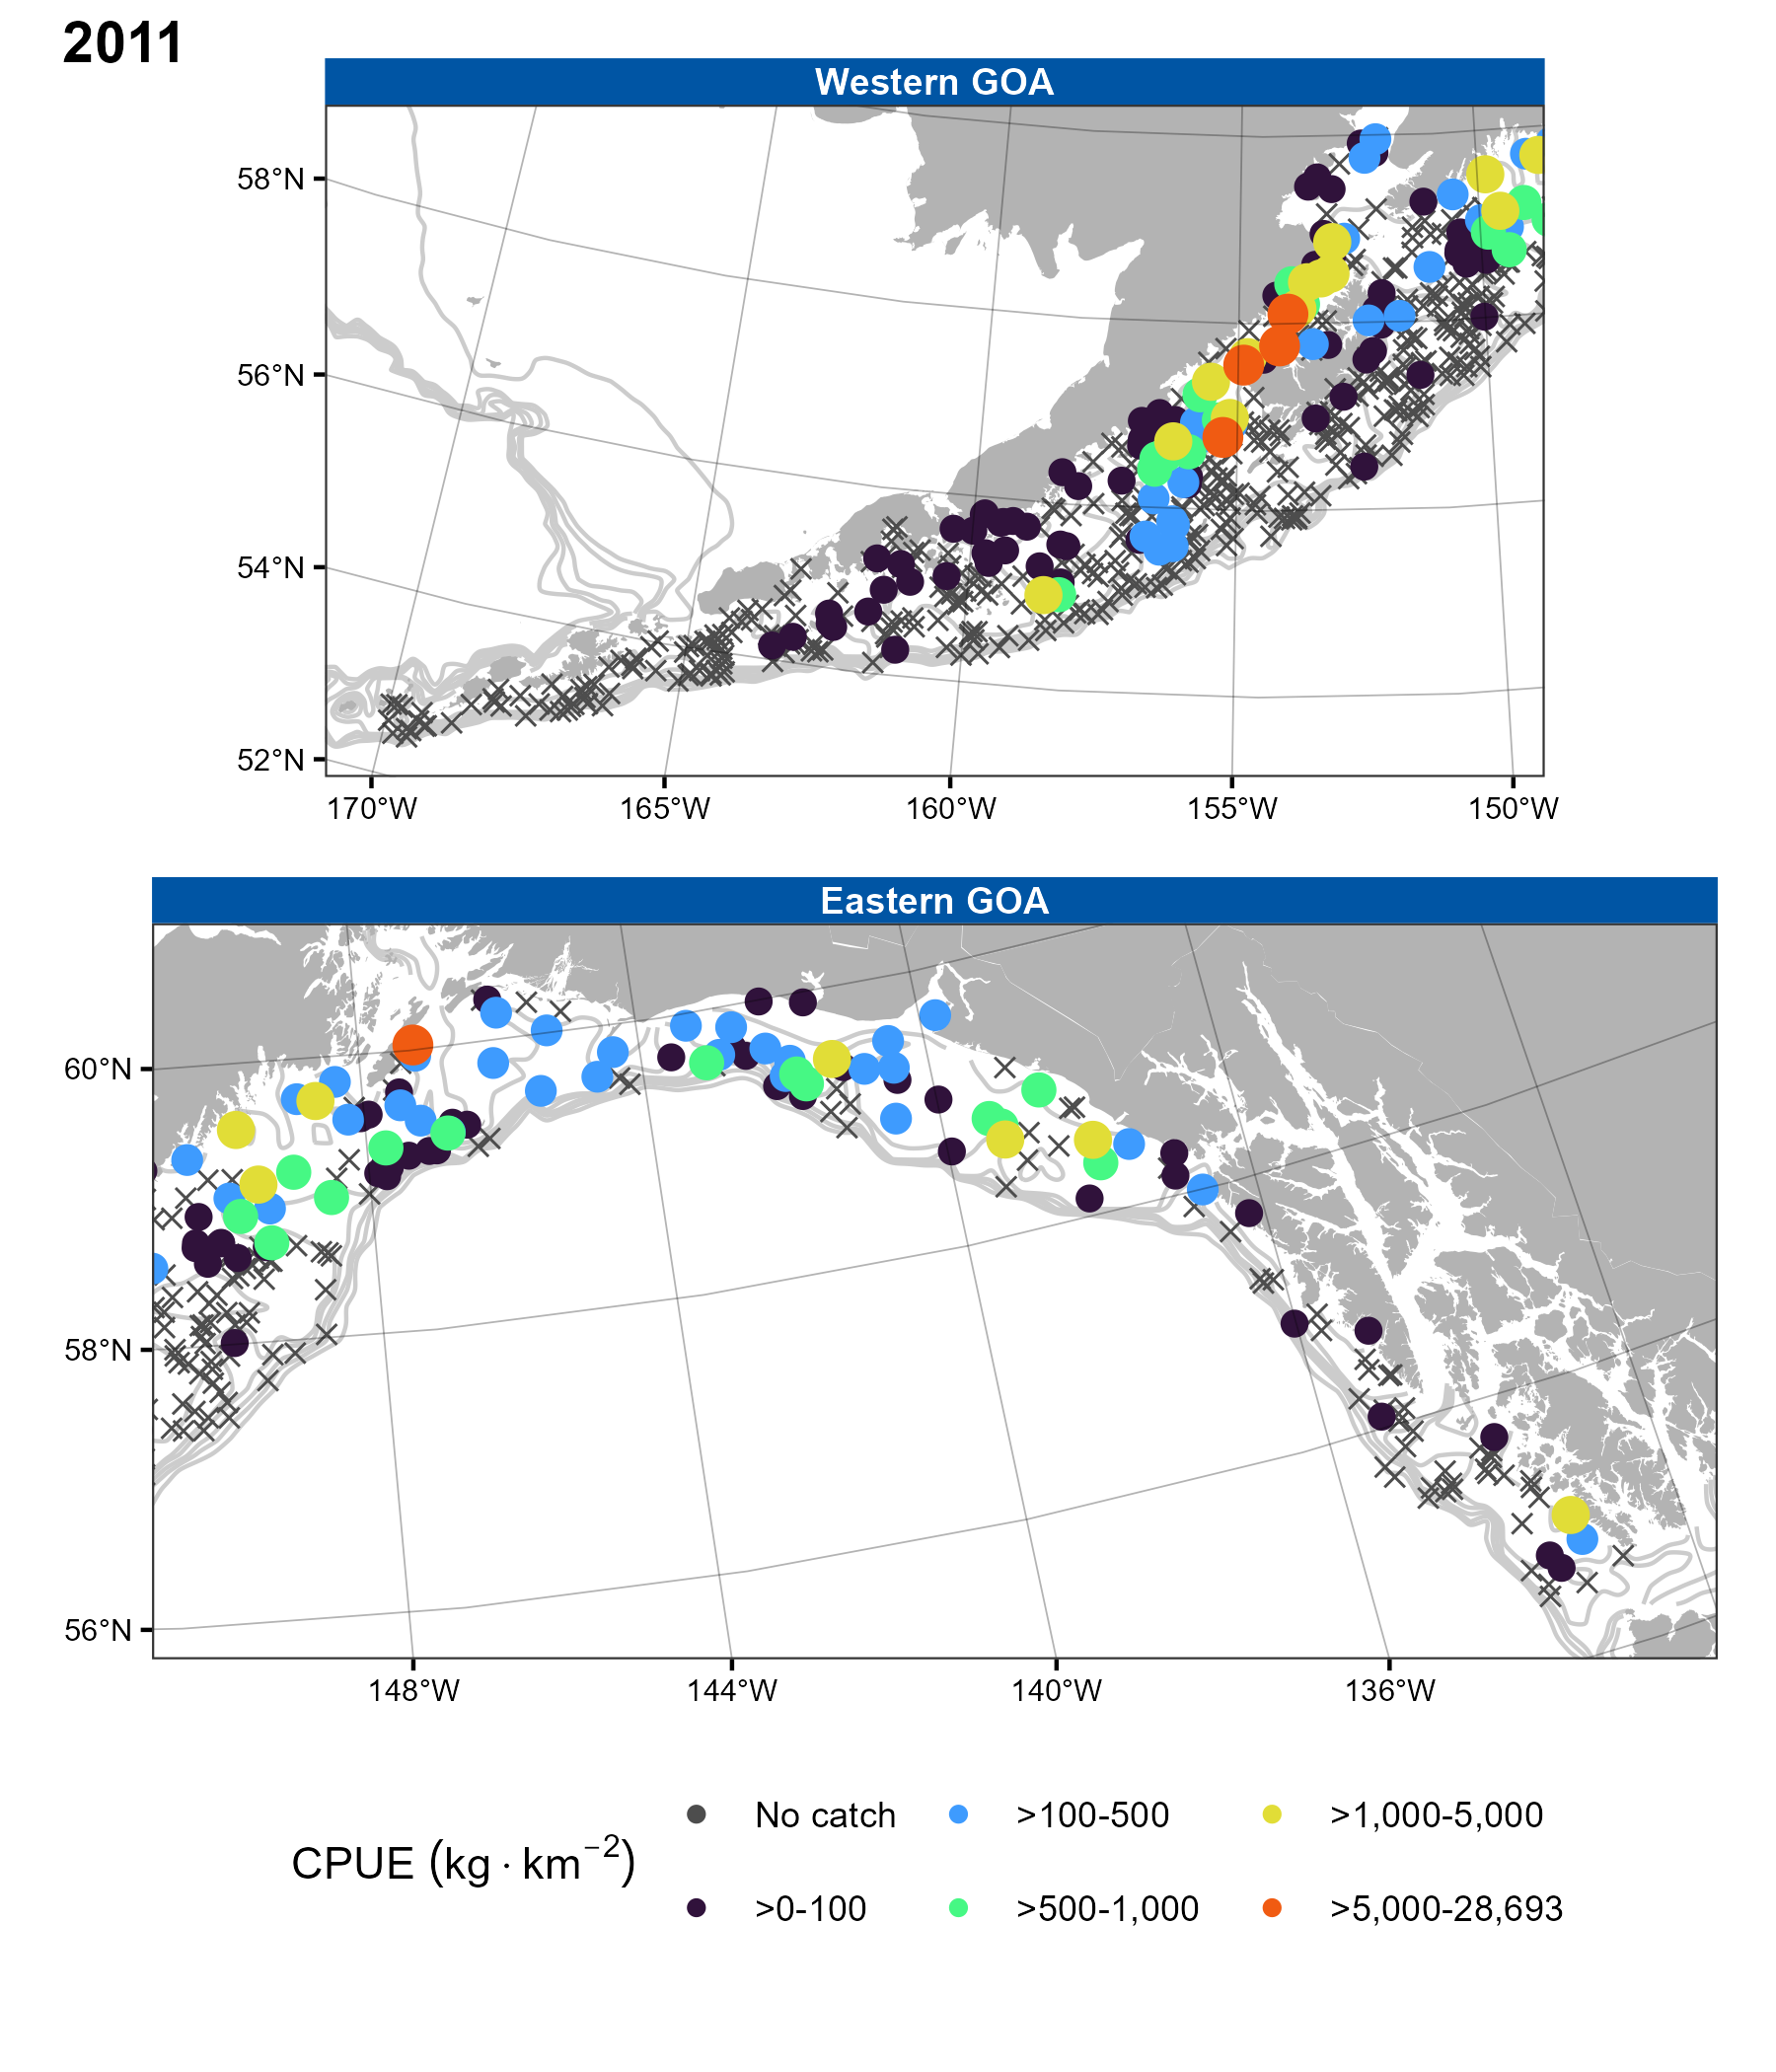 2011
Western GOA
58°N
56°N
54°N
52°N
170°W 165°W 160°W 155°W 150°W
Eastern GOA
60°N
58°N
56°N
148°W 144°W 140°W 136°W
CPUE (kg · km⁻²)
No catch >100-500 >1,000-5,000
>0-100 >500-1,000 >5,000-28,693